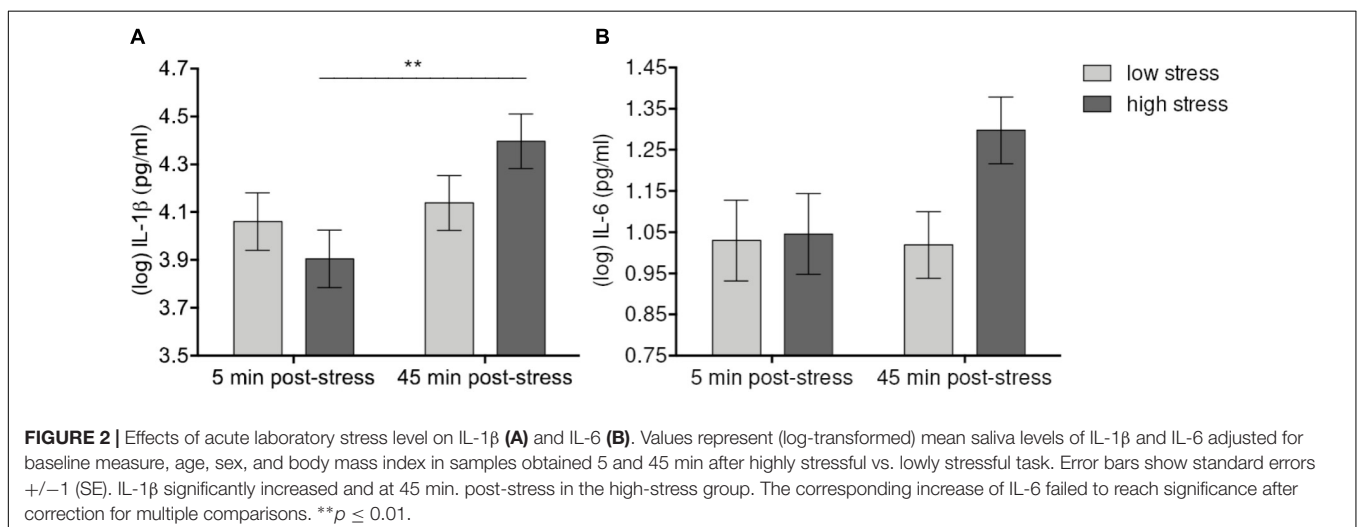 A
B
**
(log) IL-1β (pg/ml)
4.7
4.5
4.3
4.1
3.9
3.7
3.5
5 min post-stress
45 min post-stress
(log) IL-6 (pg/ml)
1.45
1.35
1.25
1.15
1.05
0.95
0.85
0.75
5 min post-stress
45 min post-stress
low stress
high stress
FIGURE 2 | Effects of acute laboratory stress level on IL-1β (A) and IL-6 (B). Values represent (log-transformed) mean saliva levels of IL-1β and IL-6 adjusted for
baseline measure, age, sex, and body mass index in samples obtained 5 and 45 min after highly stressful vs. lowly stressful task. Error bars show standard errors
+/−1 (SE). IL-1β significantly increased and at 45 min. post-stress in the high-stress group. The corresponding increase of IL-6 failed to reach significance after
correction for multiple comparisons. **p ≤ 0.01.